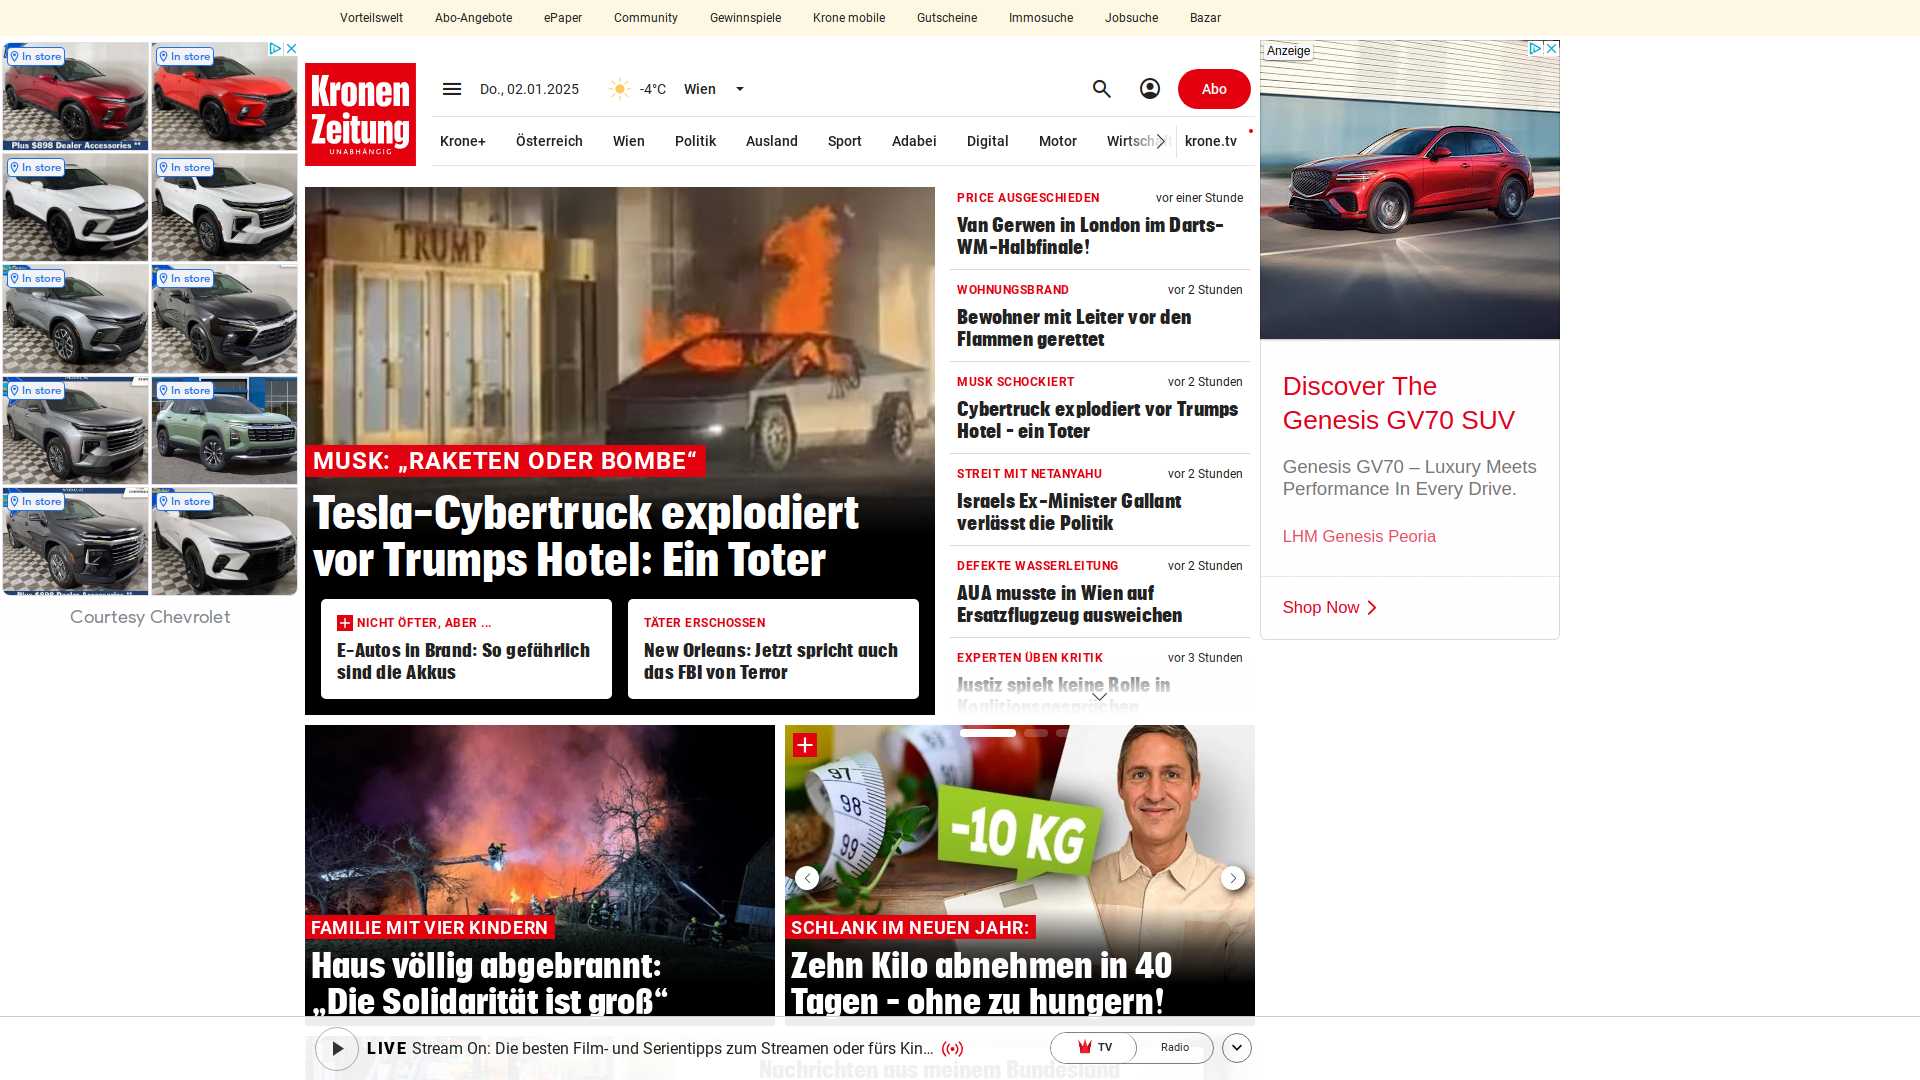 Vorteilswelt Abo-Angebote ePaper Community Gewinnspiele Krone mobile Gutscheine Immosuche Jobsuche Bazar
In store In store
Plus $898 Dealer Accessories **
In store In store
In store In store
In store In store
In store In store
Plus $898 Dealer Accessories **
Courtesy Chevrolet
Kronen
Zeitung
UNABHÄNGIG
Do., 02.01.2025 -4°C Wien Abo
Krone+ Österreich Wien Politik Ausland Sport Adabei Digital Motor Wirtsch krone.tv
TRUMP
MUSK: „RAKETEN ODER BOMBE“
Tesla-Cybertruck explodiert
vor Trumps Hotel: Ein Toter
NICHT ÖFTER, ABER ...
E-Autos in Brand: So gefährlich
sind die Akkus
TÄTER ERSCHOSSEN
New Orleans: Jetzt spricht auch
das FBI von Terror
PRICE AUSGESCHIEDEN vor einer Stunde
Van Gerwen in London im Darts-
WM-Halbfinale!
WOHNUNGSBRAND vor 2 Stunden
Bewohner mit Leiter vor den
Flammen gerettet
MUSK SCHOCKIERT vor 2 Stunden
Cybertruck explodiert vor Trumps
Hotel - ein Toter
STREIT MIT NETANYAHU vor 2 Stunden
Israels Ex-Minister Gallant
verlässt die Politik
DEFEKTE WASSERLEITUNG vor 2 Stunden
AUA musste in Wien auf
Ersatzflugzeug ausweichen
EXPERTEN ÜBEN KRITIK vor 3 Stunden
Justiz spielt keine Rolle in
Koalitionsgesprächen
Anzeige
Discover The
Genesis GV70 SUV
Genesis GV70 – Luxury Meets
Performance In Every Drive.
LHM Genesis Peoria
Shop Now
FAMILIE MIT VIER KINDERN
Haus völlig abgebrannt:
„Die Solidarität ist groß“
97
98
99
-10 KG
SCHLANK IM NEUEN JAHR:
Zehn Kilo abnehmen in 40
Tagen - ohne zu hungern!
LIVE Stream On: Die besten Film- und Serientipps zum Streamen oder fürs Kin... TV Radio
Nachrichten aus meinem Bundesland